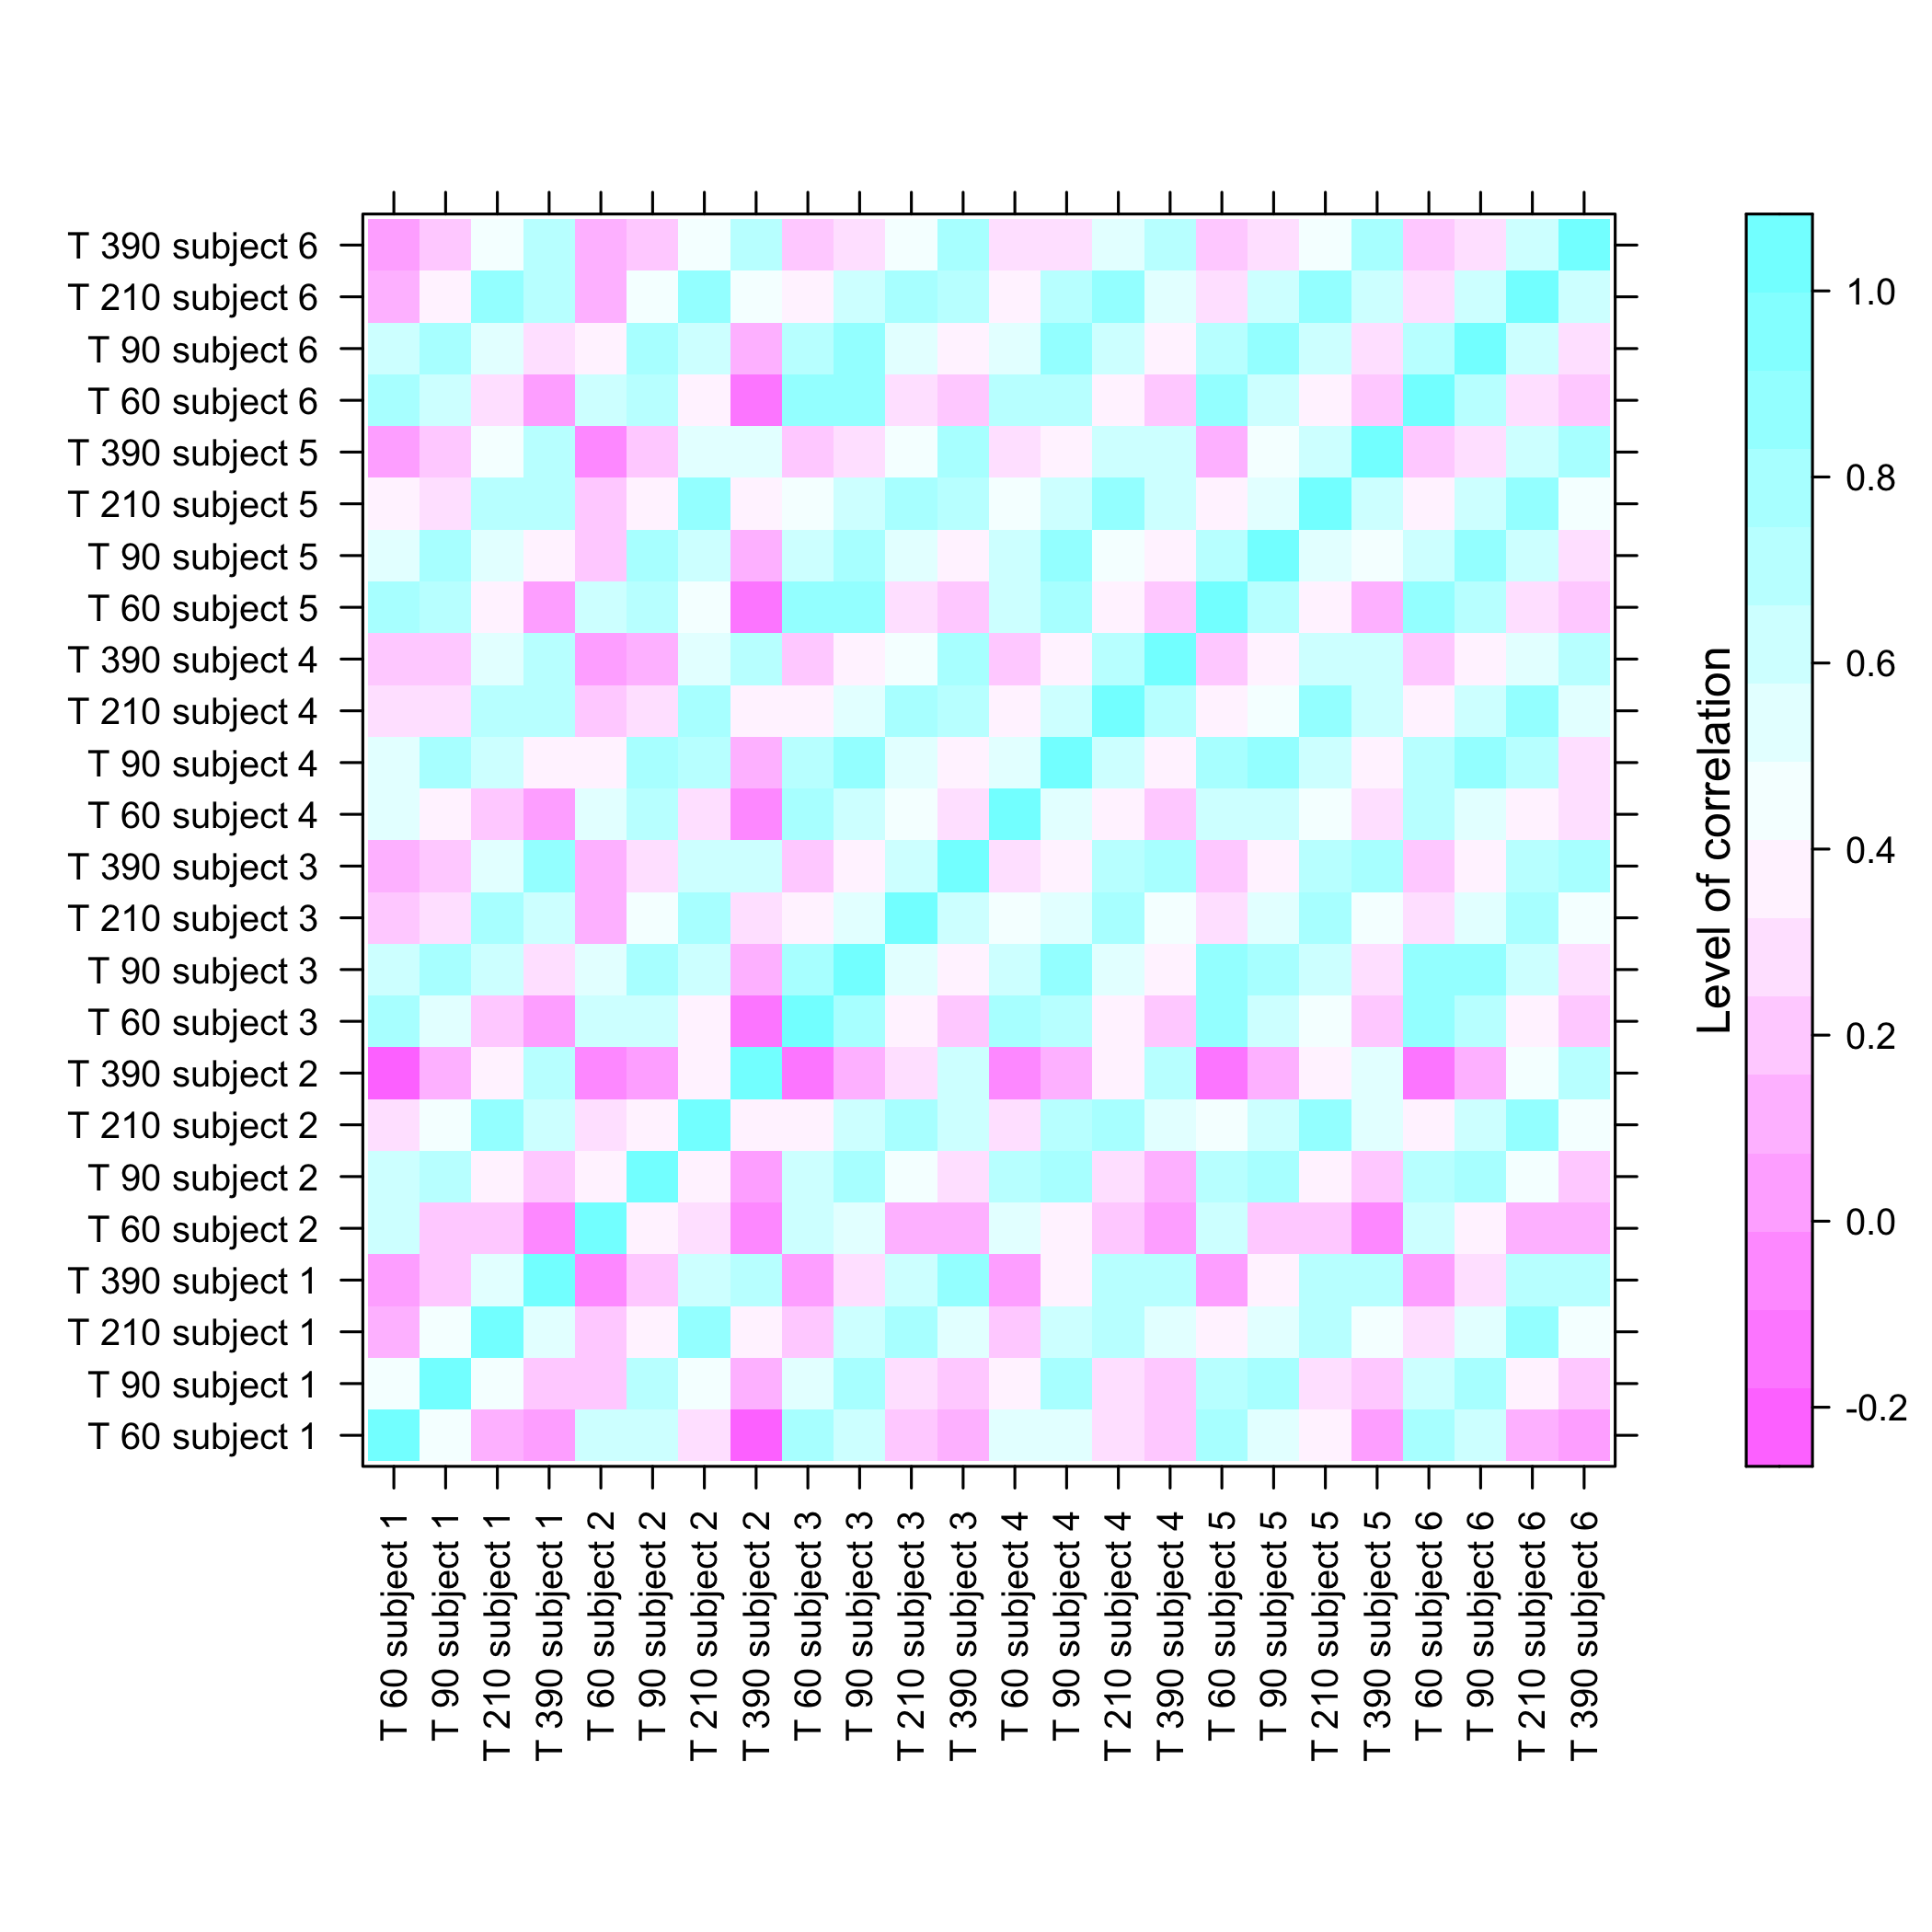 T 390 subject 6
T 210 subject 6
T 90 subject 6
T 60 subject 6
T 390 subject 5
T 210 subject 5
T 90 subject 5
T 60 subject 5
T 390 subject 4
T 210 subject 4
T 90 subject 4
T 60 subject 4
T 390 subject 3
T 210 subject 3
T 90 subject 3
T 60 subject 3
T 390 subject 2
T 210 subject 2
T 90 subject 2
T 60 subject 2
T 390 subject 1
T 210 subject 1
T 90 subject 1
T 60 subject 1
T 60 subject 1
T 90 subject 1
T 210 subject 1
T 390 subject 1
T 60 subject 2
T 90 subject 2
T 210 subject 2
T 390 subject 2
T 60 subject 3
T 90 subject 3
T 210 subject 3
T 390 subject 3
T 60 subject 4
T 90 subject 4
T 210 subject 4
T 390 subject 4
T 60 subject 5
T 90 subject 5
T 210 subject 5
T 390 subject 5
T 60 subject 6
T 90 subject 6
T 210 subject 6
T 390 subject 6
Level of correlation
1.0
0.8
0.6
0.4
0.2
0.0
-0.2